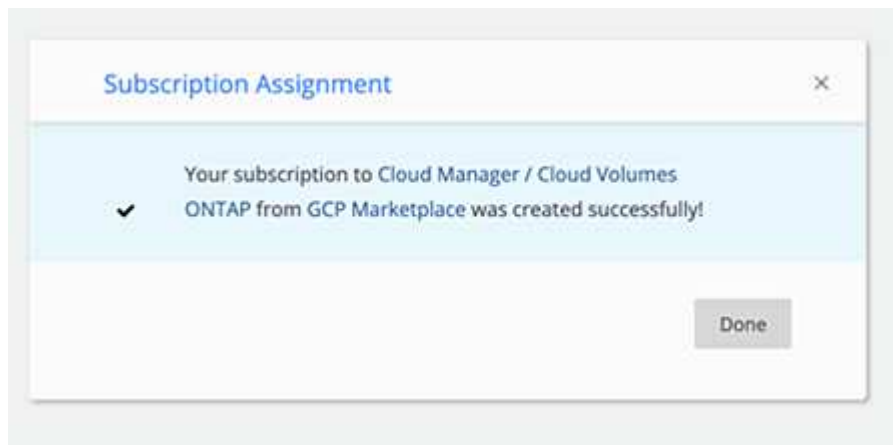 Subscription Assignment
Your subscription to Cloud Manager / Cloud Volumes
ONTAP from GCP Marketplace was created successfully!
Done